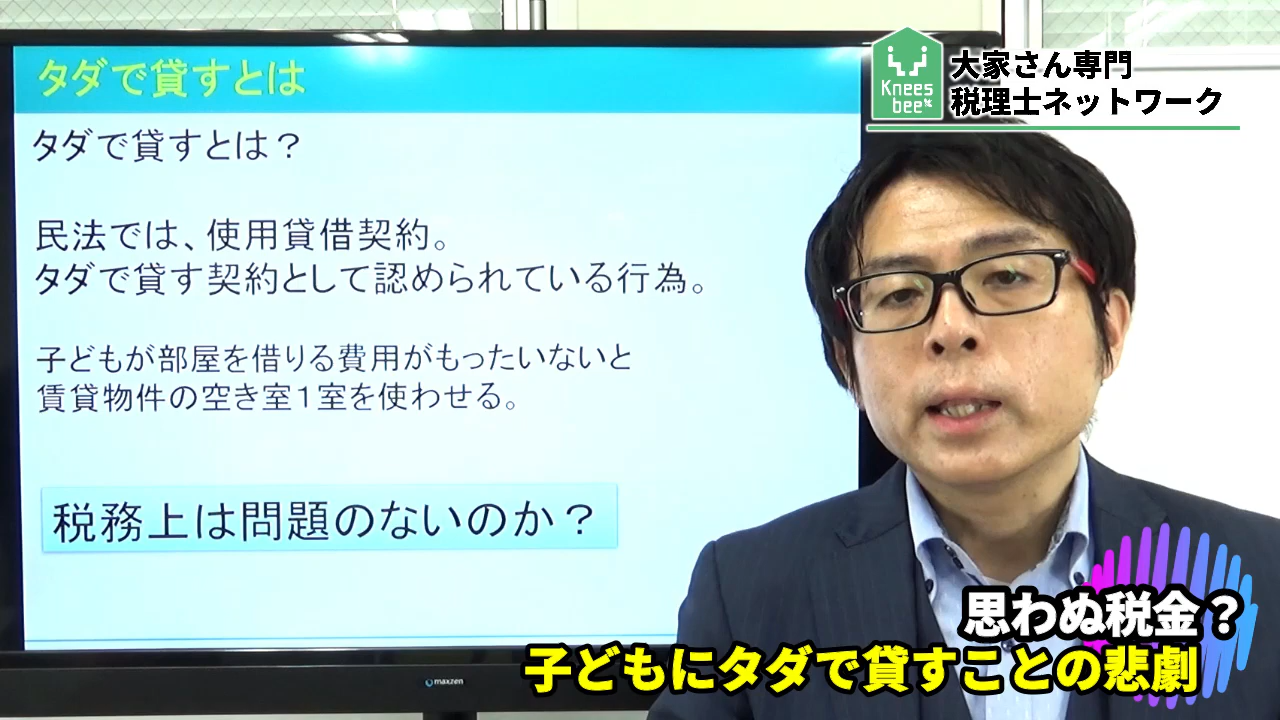 タダで貸すとは
タダで貸すとは？
民法では、使用貸借契約。
タダで貸す契約として認められている行為。
子どもが部屋を借りる費用がもったいないと
賃貸物件の空き室１室を使わせる。
税務上は問題のないのか？
maxzen
Knees
bee
大家さん専門
税理士ネットワーク
思わぬ税金？
子どもにタダで貸すことの悲劇